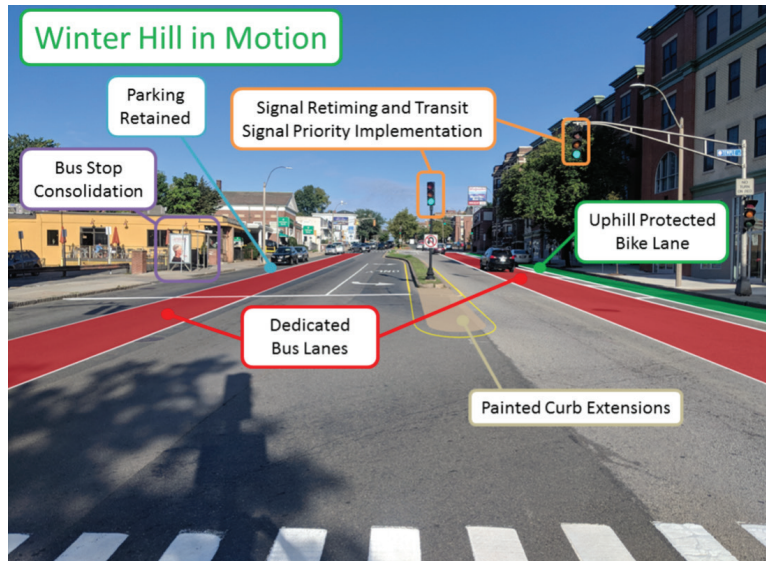 Winter Hill in Motion
Parking
Retained
Signal Retiming and Transit
Signal Priority Implementation
Bus Stop
Consolidation
Uphill Protected
Bike Lane
Dedicated
Bus Lanes
Painted Curb Extensions